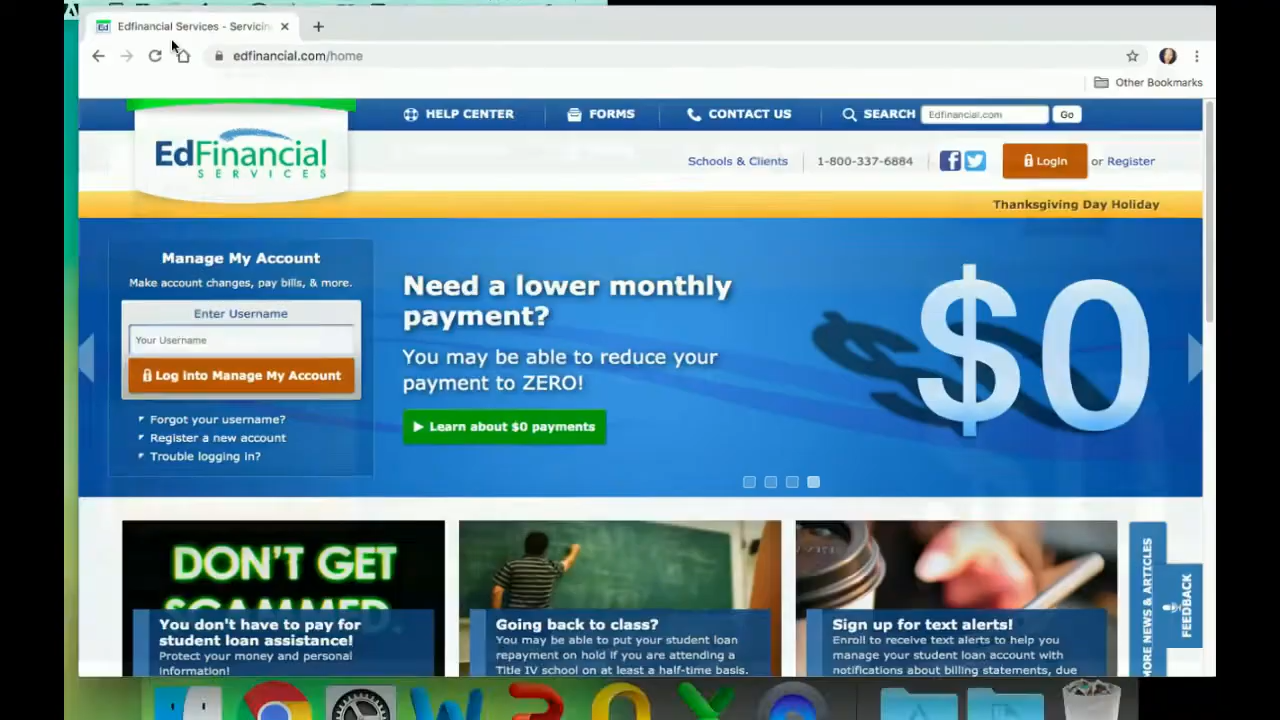 Edfinancial Services - Servicin
edfinancial.com/home
Other Bookmarks
HELP CENTER
FORMS
CONTACT US
SEARCH
Edfinancial.com
Go
EdFinancial
SERVICES
Schools & Clients
1-800-337-6884
Login
or Register
Thanksgiving Day Holiday
Manage My Account
Make account changes, pay bills, & more.
Enter Username
Your Username
Log into Manage My Account
Forgot your username?
Register a new account
Trouble logging in?
Need a lower monthly
payment?
You may be able to reduce your
payment to ZERO!
Learn about $0 payments
$0
DON'T GET
SCAMMED.
You don't have to pay for
student loan assistance!
Protect your money and personal
information!
Going back to class?
You may be able to put your student loan
repayment on hold if you are attending a
Title IV school on at least a half-time basis.
Sign up for text alerts!
Enroll to receive text alerts to help you
manage your student loan account with
notifications about billing statements, due
MORE NEWS & ARTICLES
FEEDBACK